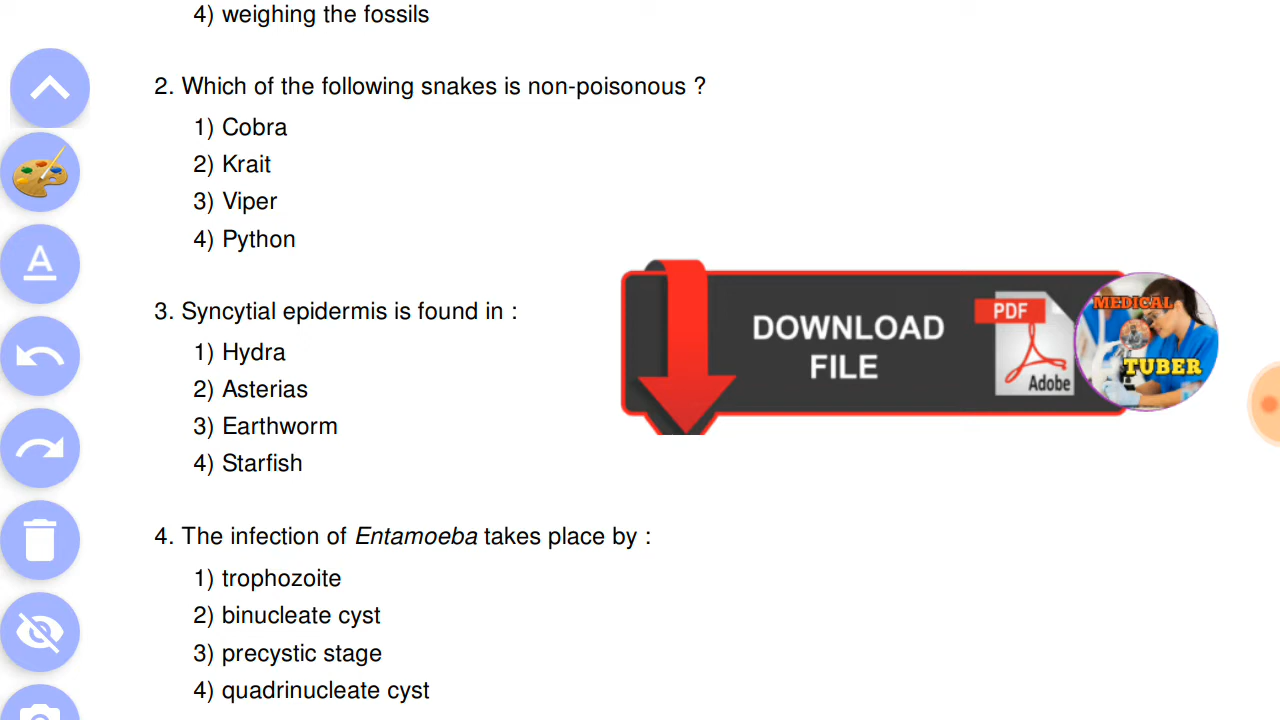 4) weighing the fossils
2. Which of the following snakes is non-poisonous ?
1) Cobra
2) Krait
3) Viper
4) Python
3. Syncytial epidermis is found in :
1) Hydra
2) Asterias
3) Earthworm
4) Starfish
DOWNLOAD
FILE
PDF
Adobe
MEDICAL
TUBER
4. The infection of Entamoeba takes place by :
1) trophozoite
2) binucleate cyst
3) precystic stage
4) quadrinucleate cyst
A